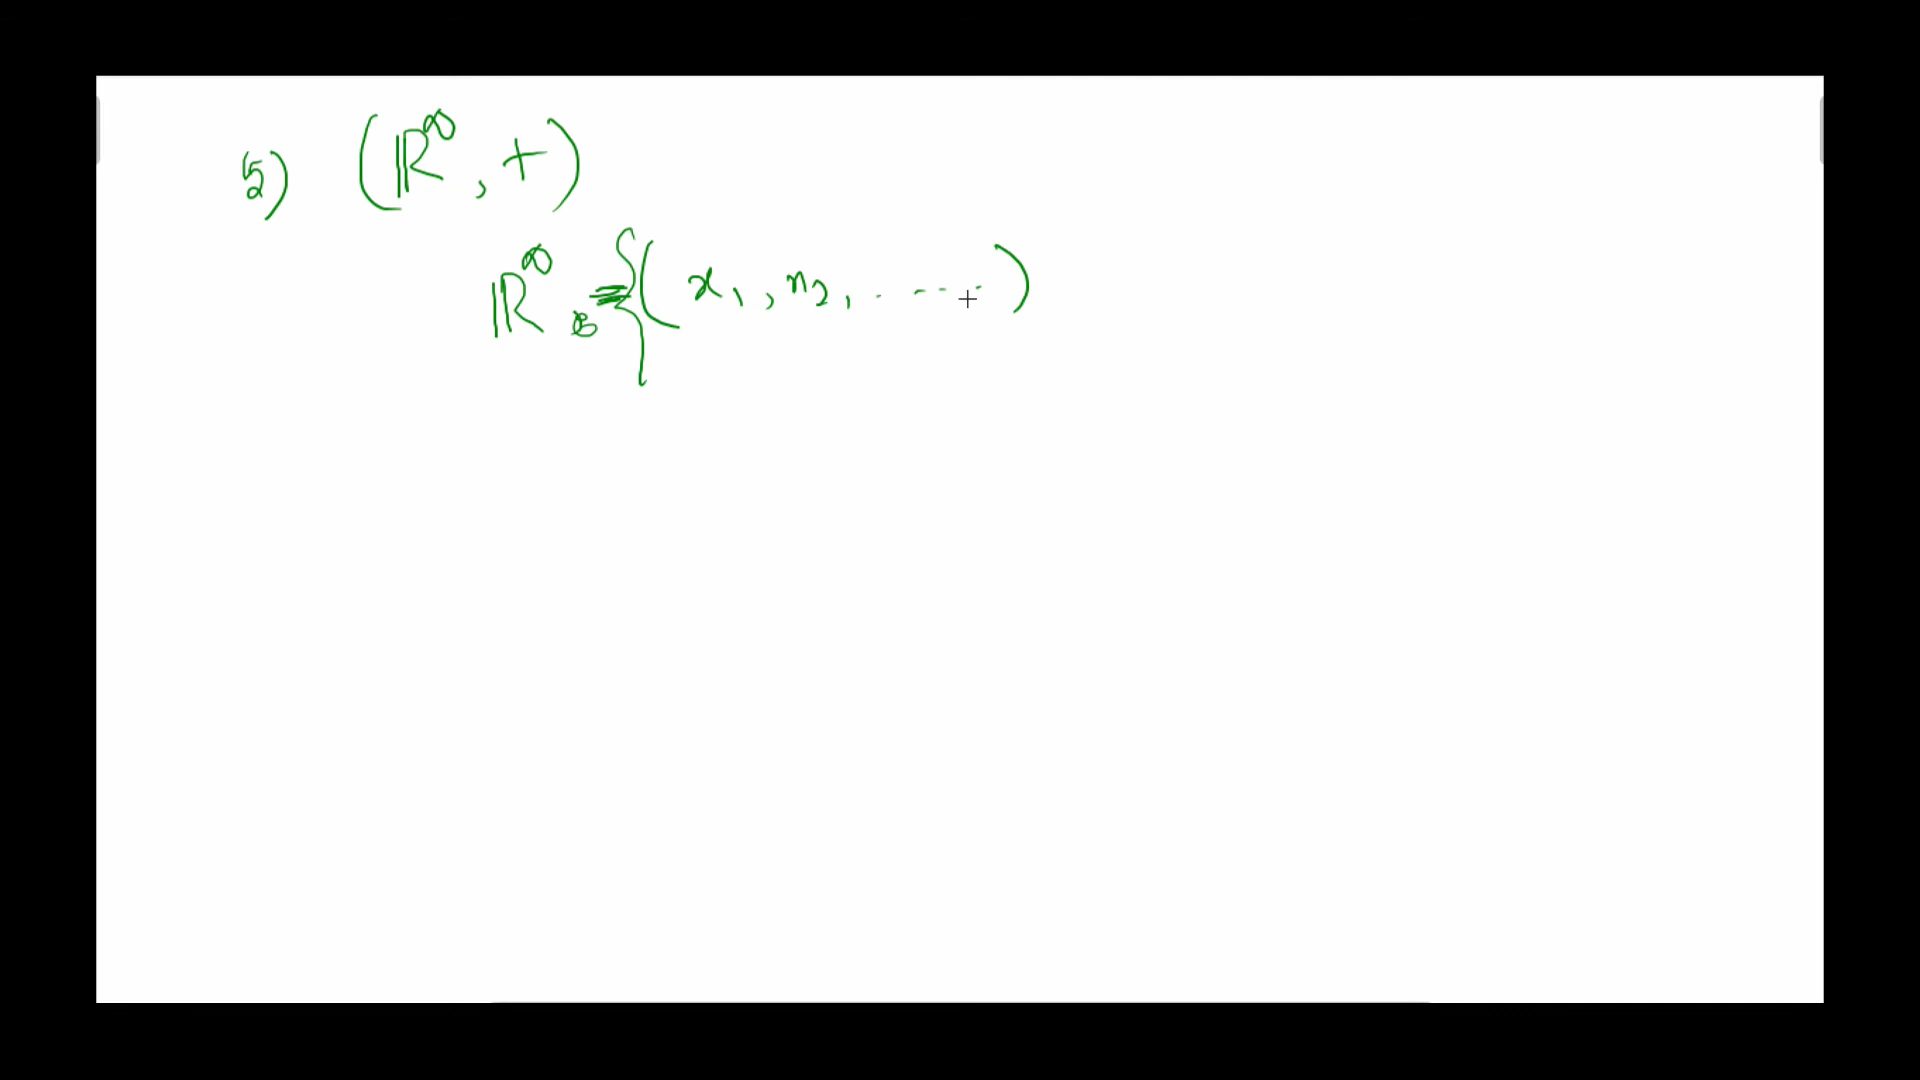 5) (ℝ^∞, +)
ℝ^∞ = { (x₁, x₂, ‐‐‐‐)